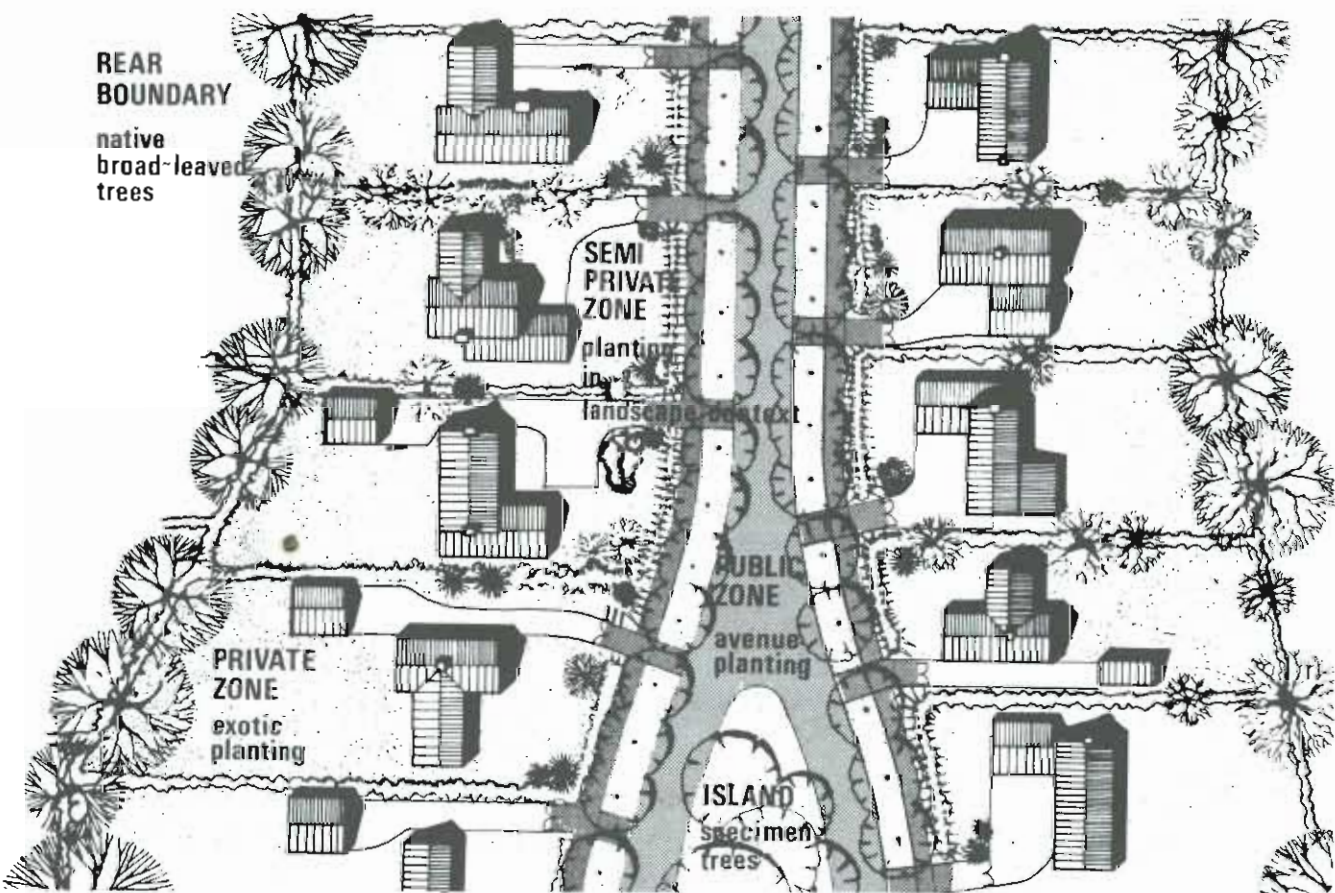 REAR
BOUNDARY
native
broad-leaved
trees
SEMI
PRIVATE
ZONE
planting
in
landscape context
PUBLIC
ZONE
avenue
planting
PRIVATE
ZONE
exotic
planting
ISLAND
specimen
trees